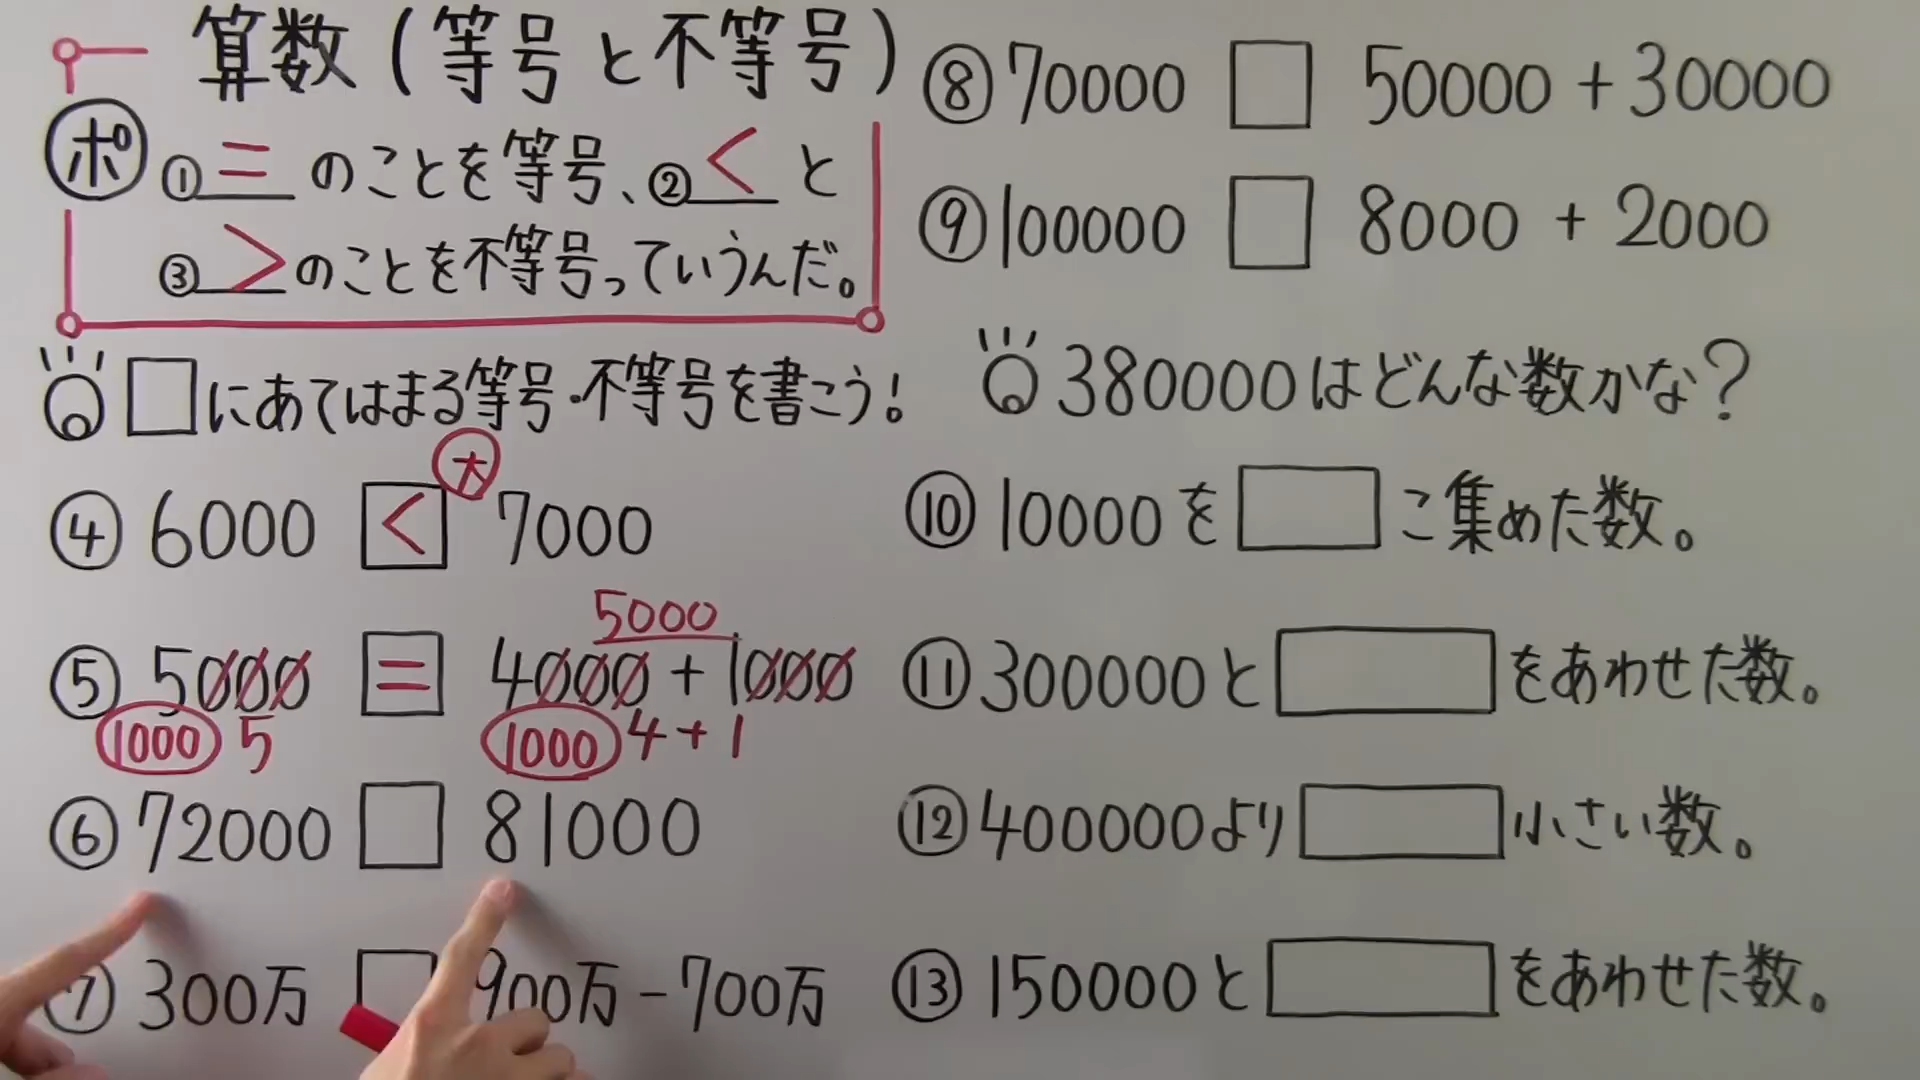 算数(等号と不等号)
ポ ①=のことを等号、②<と
③>のことを不等号っていうんだ。
□にあてはまる等号・不等号を書こう!
大
④ 6000 < 7000
5000
⑤ 5000 = 4000+1000
1000 5 1000 4+1
⑥ 72000 □ 81000
⑦ 300万 □ 900万-700万
⑧ 70000 □ 50000+30000
⑨ 100000 □ 8000+2000
380000はどんな数かな?
⑩ 10000を□こ集めた数。
⑪ 300000と□をあわせた数。
⑫ 400000より□小さい数。
⑬ 150000と□をあわせた数。